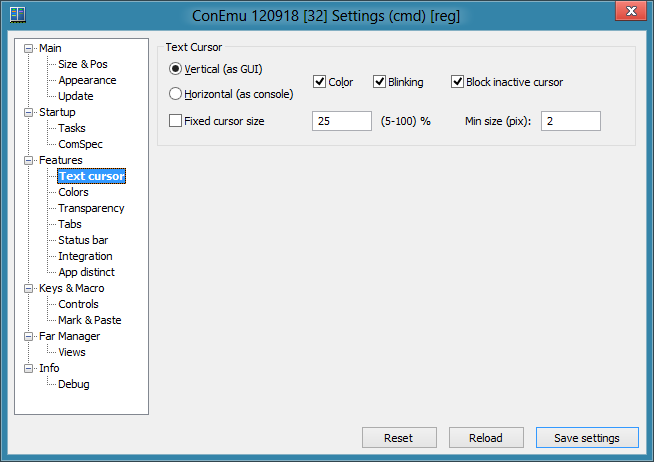 ConEmu 120918 [32] Settings (cmd) [reg]
Main
Size & Pos
Appearance
Update
Startup
Tasks
ComSpec
Features
Text cursor
Colors
Transparency
Tabs
Status bar
Integration
App distinct
Keys & Macro
Controls
Mark & Paste
Far Manager
Views
Info
Debug
Text Cursor
Vertical (as GUI)
Horizontal (as console)
Color Blinking Block inactive cursor
Fixed cursor size 25 (5-100) % Min size (pix): 2
Reset Reload Save settings